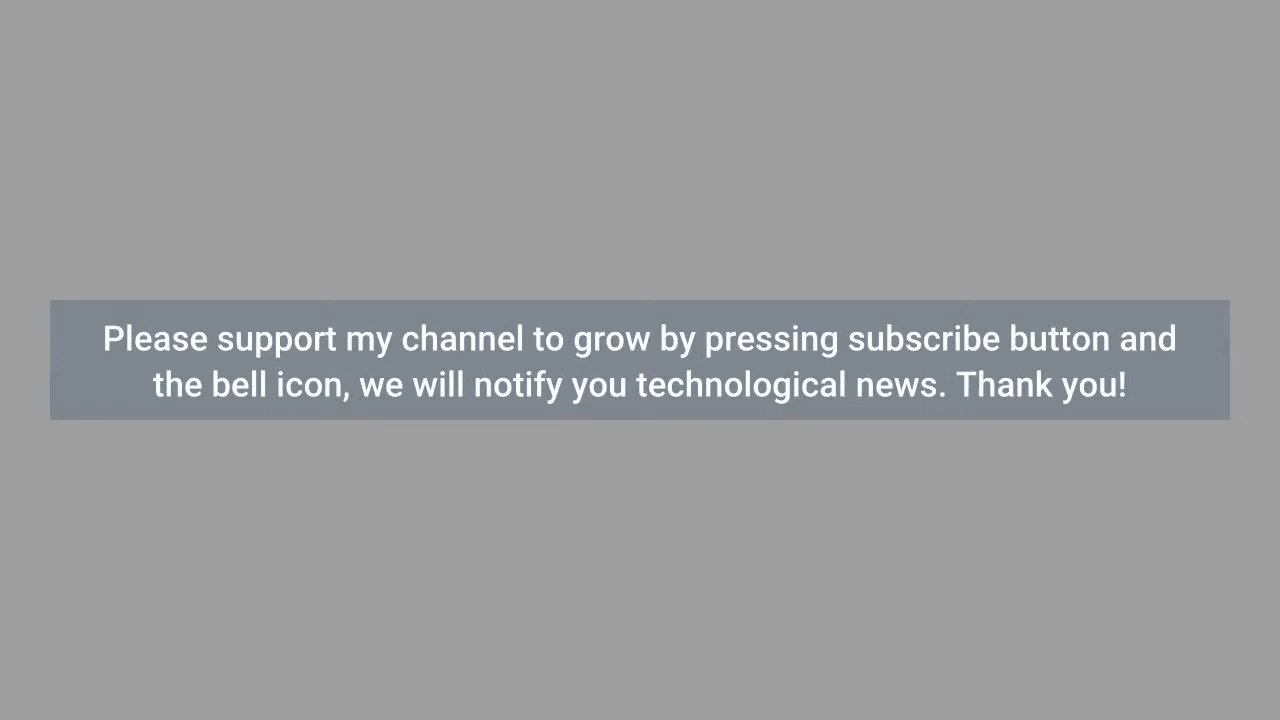 Please support my channel to grow by pressing subscribe button and
the bell icon, we will notify you technological news. Thank you!